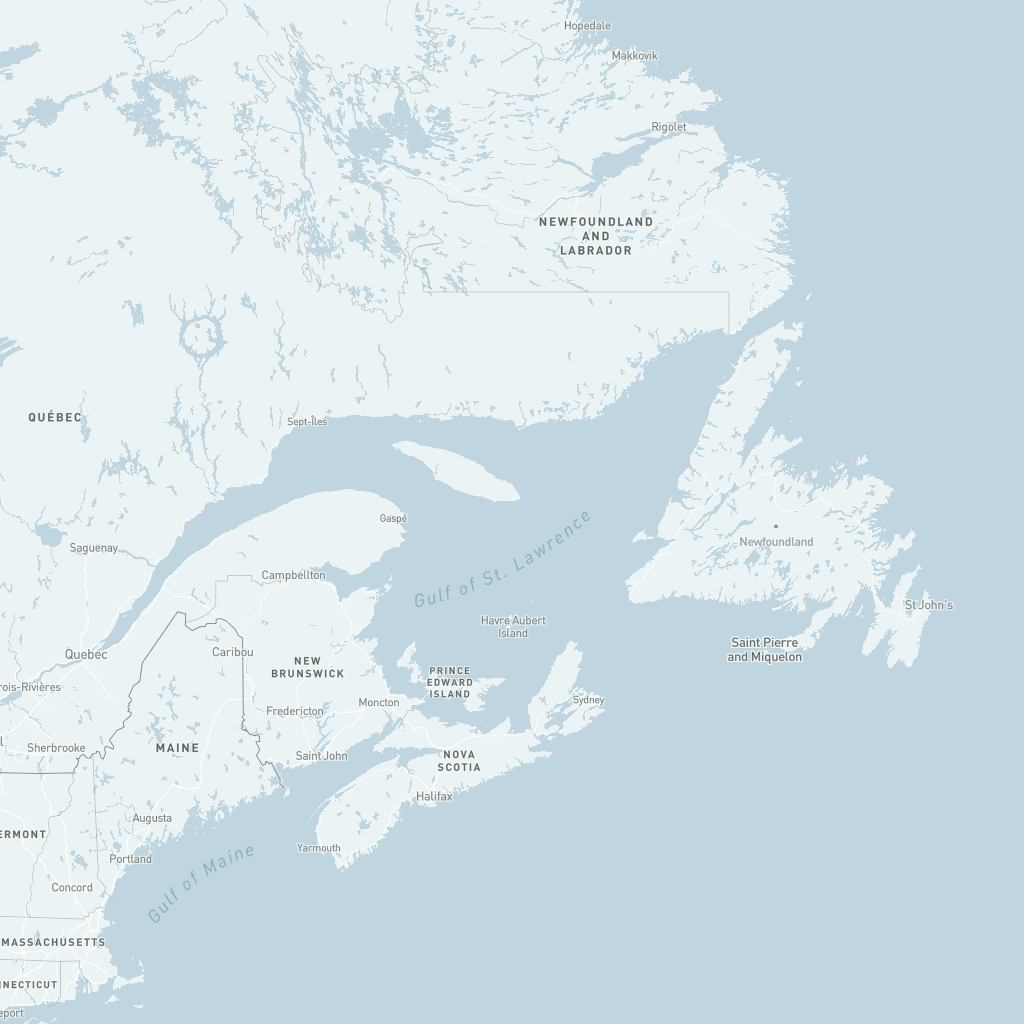 Hopedale
Makkovik
Rigolet
NEWFOUNDLAND
AND
LABRADOR
QUÉBEC
Sept-Îles
Gaspé
Gulf of St. Lawrence
Newfoundland
Saguenay
Campbellton
St John's
Havre Aubert
Island
Saint Pierre
and Miquelon
Quebec
Caribou
NEW
BRUNSWICK
PRINCE
EDWARD
ISLAND
rois-Rivières
Fredericton
Moncton
Sydney
l
Sherbrooke
MAINE
Saint John
NOVA
SCOTIA
Halifax
Augusta
ERMONT
Yarmouth
Portland
Gulf of Maine
Concord
MASSACHUSETTS
NNECTICUT
eport